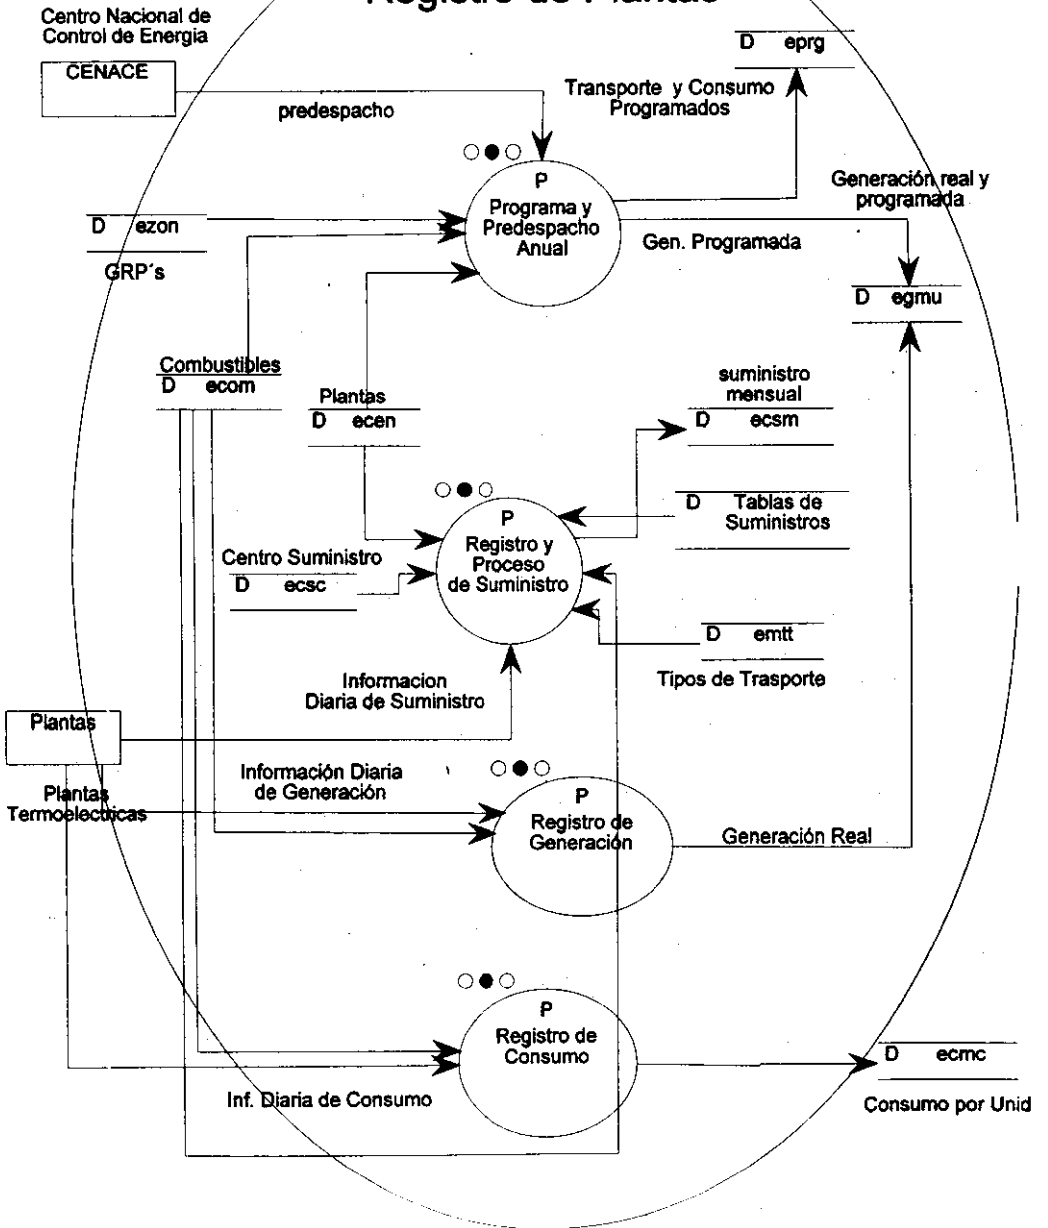 Registro de Plantas
Centro Nacional de
Control de Energia
CENACE
predespacho
D eprg
Transporte y Consumo
Programados
P
Programa y
Predespacho
Anual
Generación real y
programada
D ezon
GRP´s
Gen. Programada
D egmu
Combustibles
D ecom
Plantas
D ecen
suministro
mensual
D ecsm
D Tablas de
Suministros
P
Registro y
Proceso
de Suministro
Centro Suministro
D ecsc
D emtt
Tipos de Trasporte
Informacion
Diaria de Suministro
Plantas
Plantas
Termoelectricas
Información Diaria
de Generación
P
Registro de
Generación
Generación Real
P
Registro de
Consumo
Inf. Diaria de Consumo
D ecmc
Consumo por Unid